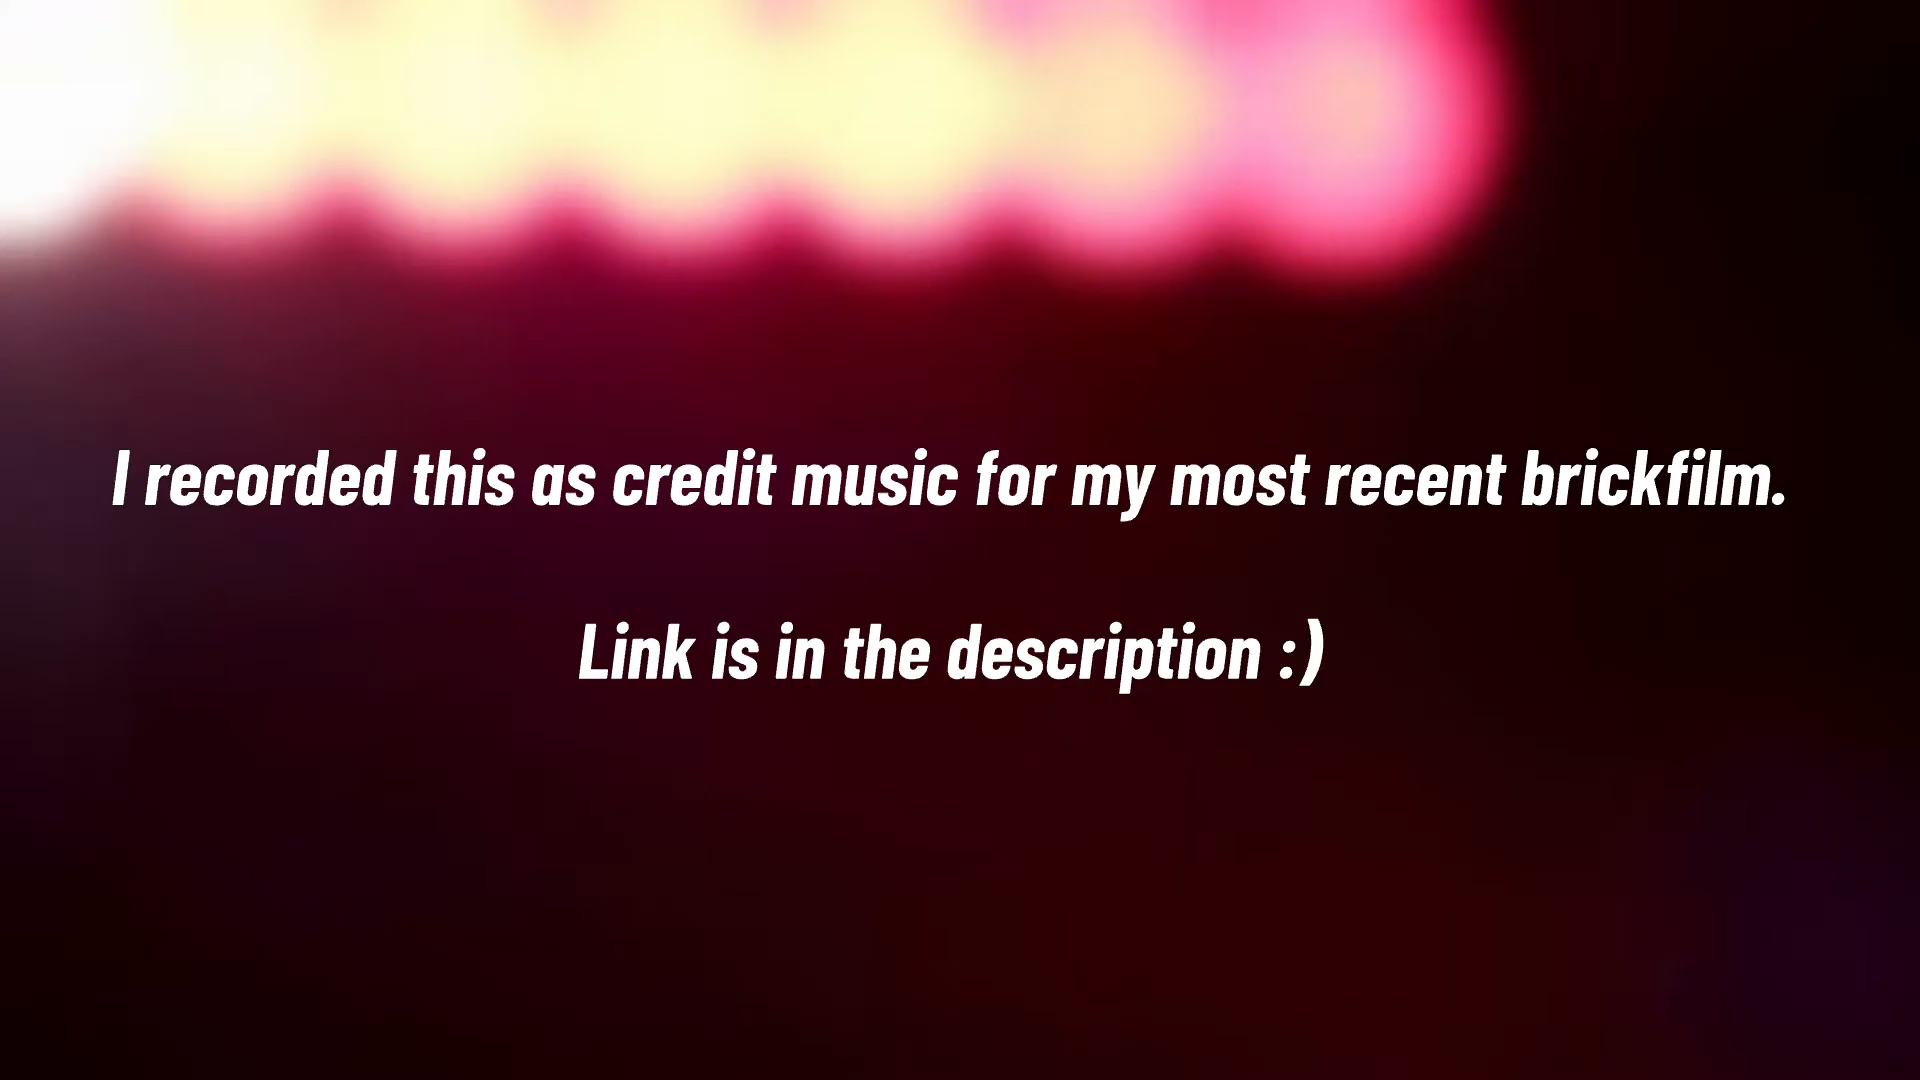 I recorded this as credit music for my most recent brickfilm.
Link is in the description :)